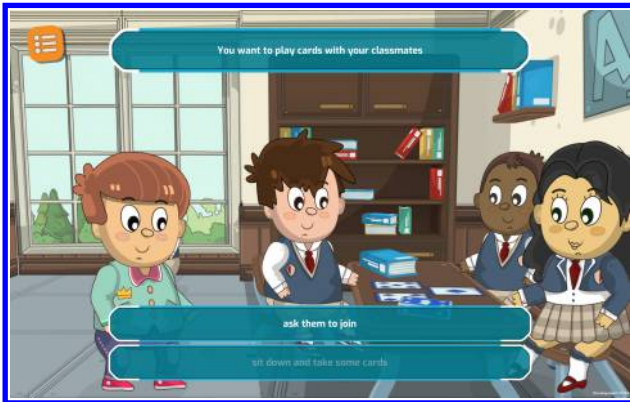 You want to play cards with your classmates
A
ask them to join
sit down and take some cards